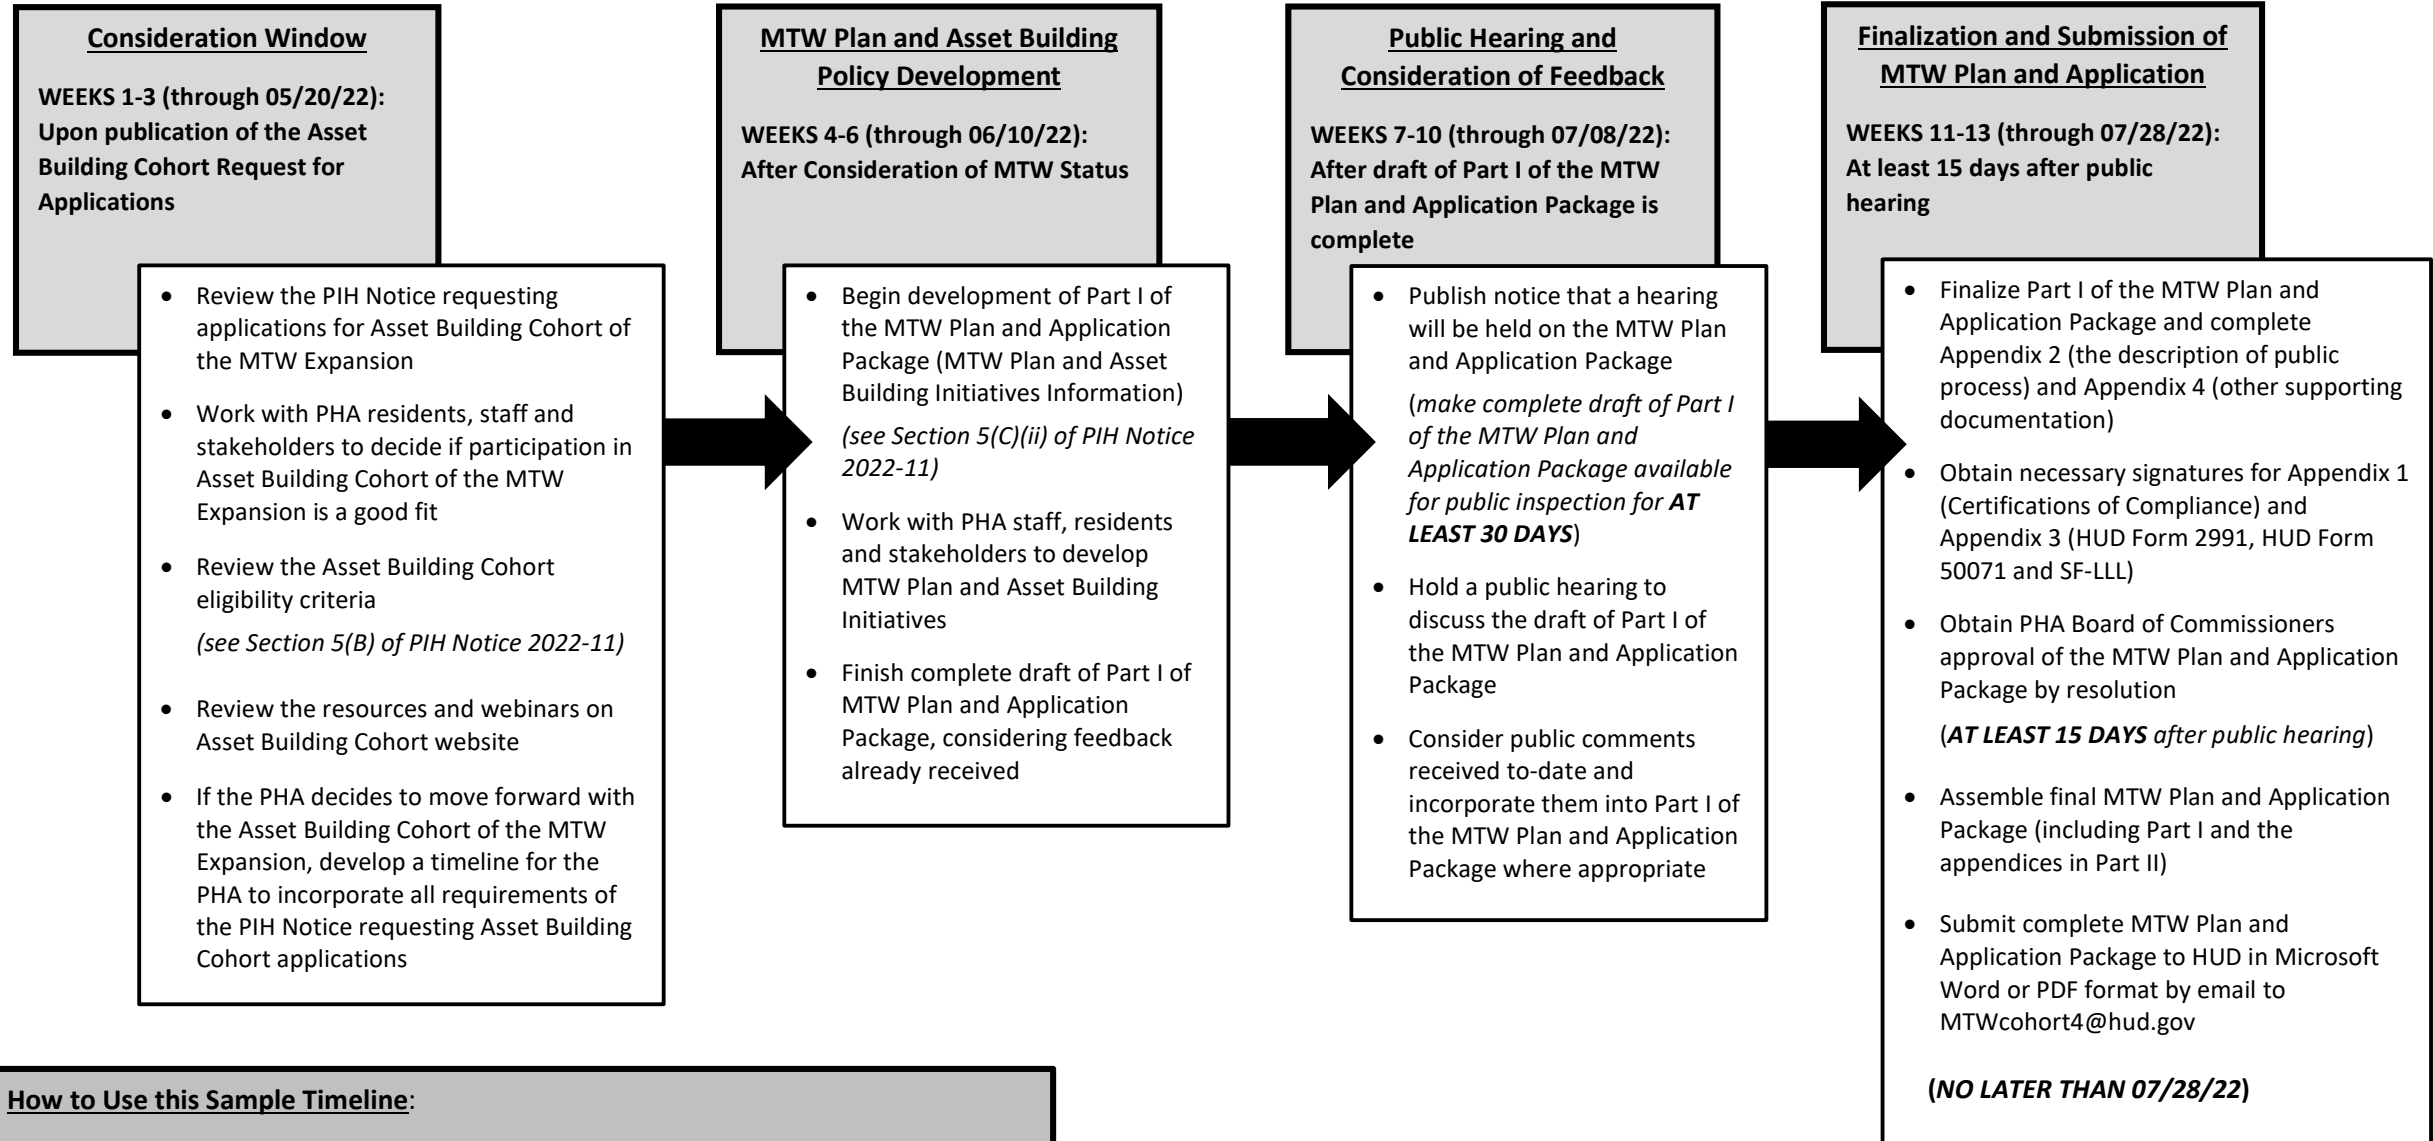 Consideration Window
WEEKS 1-3 (through 05/20/22):
Upon publication of the Asset
Building Cohort Request for
Applications
• Review the PIH Notice requesting
applications for Asset Building Cohort of
the MTW Expansion
• Work with PHA residents, staff and
stakeholders to decide if participation in
Asset Building Cohort of the MTW
Expansion is a good fit
• Review the Asset Building Cohort
eligibility criteria
(see Section 5(B) of PIH Notice 2022-11)
• Review the resources and webinars on
Asset Building Cohort website
• If the PHA decides to move forward with
the Asset Building Cohort of the MTW
Expansion, develop a timeline for the
PHA to incorporate all requirements of
the PIH Notice requesting Asset Building
Cohort applications
MTW Plan and Asset Building
Policy Development
WEEKS 4-6 (through 06/10/22):
After Consideration of MTW Status
• Begin development of Part I of
the MTW Plan and Application
Package (MTW Plan and Asset
Building Initiatives Information)
(see Section 5(C)(ii) of PIH Notice
2022-11)
• Work with PHA staff, residents
and stakeholders to develop
MTW Plan and Asset Building
Initiatives
• Finish complete draft of Part I of
MTW Plan and Application
Package, considering feedback
already received
Public Hearing and
Consideration of Feedback
WEEKS 7-10 (through 07/08/22):
After draft of Part I of the MTW
Plan and Application Package is
complete
• Publish notice that a hearing
will be held on the MTW Plan
and Application Package
(make complete draft of Part I
of the MTW Plan and
Application Package available
for public inspection for AT
LEAST 30 DAYS)
• Hold a public hearing to
discuss the draft of Part I of
the MTW Plan and Application
Package
• Consider public comments
received to-date and
incorporate them into Part I of
the MTW Plan and Application
Package where appropriate
Finalization and Submission of
MTW Plan and Application
WEEKS 11-13 (through 07/28/22):
At least 15 days after public
hearing
• Finalize Part I of the MTW Plan and
Application Package and complete
Appendix 2 (the description of public
process) and Appendix 4 (other supporting
documentation)
• Obtain necessary signatures for Appendix 1
(Certifications of Compliance) and
Appendix 3 (HUD Form 2991, HUD Form
50071 and SF-LLL)
• Obtain PHA Board of Commissioners
approval of the MTW Plan and Application
Package by resolution
(AT LEAST 15 DAYS after public hearing)
• Assemble final MTW Plan and Application
Package (including Part I and the
appendices in Part II)
• Submit complete MTW Plan and
Application Package to HUD in Microsoft
Word or PDF format by email to
MTWcohort4@hud.gov
(NO LATER THAN 07/28/22)
How to Use this Sample Timeline: